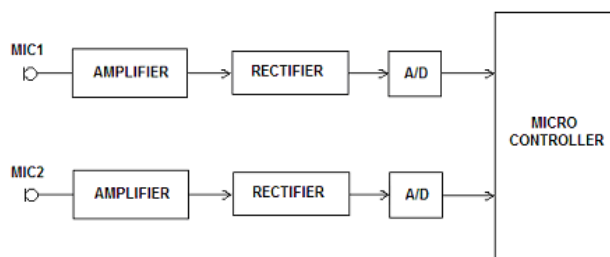 MIC1
AMPLIFIER
RECTIFIER
A/D
MICRO
CONTROLLER
MIC2
AMPLIFIER
RECTIFIER
A/D